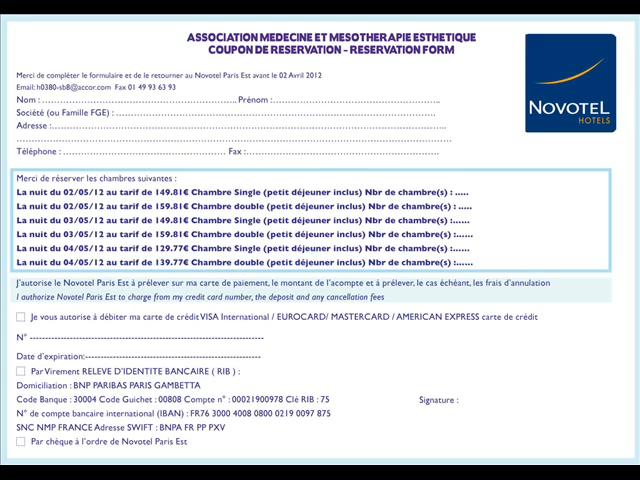 ASSOCIATION MEDECINE ET MESOTHERAPIE ESTHETIQUE
COUPON DE RESERVATION – RESERVATION FORM
Merci de compléter le formulaire et de le retourner au Novotel Paris Est avant le 02 Avril 2012
Email: h0380-sb8@accor.com Fax 01 49 93 63 93
NOVOTEL
HOTELS
Nom : ………………………………………………..Prénom :…………………………………………..
Société (ou Famille FGE) : …………………………………………………………………………….
Adresse :…………………………………………………………………………………………………..
……………………………………………………………………………………………………………
Téléphone : ………………………………………… Fax :………………………………………………….
Merci de réserver les chambres suivantes :
La nuit du 02/05/12 au tarif de 149.81€ Chambre Single (petit déjeuner inclus) Nbr de chambre(s) : …..
La nuit du 02/05/12 au tarif de 159.81€ Chambre double (petit déjeuner inclus) Nbr de chambre(s) :……
La nuit du 03/05/12 au tarif de 149.81€ Chambre Single (petit déjeuner inclus) Nbr de chambre(s) :……
La nuit du 03/05/12 au tarif de 159.81€ Chambre double (petit déjeuner inclus) Nbr de chambre(s) :……
La nuit du 04/05/12 au tarif de 129.77€ Chambre Single (petit déjeuner inclus) Nbr de chambre(s) :……
La nuit du 04/05/12 au tarif de 139.77€ Chambre double (petit déjeuner inclus) Nbr de chambre(s) :……
J'autorise le Novotel Paris Est á prélever sur ma carte de paiement, le montant de l'acompte et á prélever, le cas échéant, les frais d'annulation
I authorize Novotel Paris Est to charge from my credit card number, the deposit and any cancellation fees
Je vous autorise à débiter ma carte de crédit VISA International / EUROCARD/ MASTERCARD / AMERICAN EXPRESS carte de crédit
N° ----------------------------------------------------------------
Date d'expiration:------------------------------------------------
Par Virement RELEVE D'IDENTITE BANCAIRE ( RIB ) :
Domiciliation : BNP PARIBAS PARIS GAMBETTA
Code Banque : 30004 Code Guichet : 00808 Compte n° : 00021900978 Clé RIB : 75
Signature :
N° de compte bancaire international (IBAN) : FR76 3000 4008 0800 0219 0097 875
SNC NMP FRANCE Adresse SWIFT : BNPA FR PP PXV
Par chèque à l'ordre de Novotel Paris Est